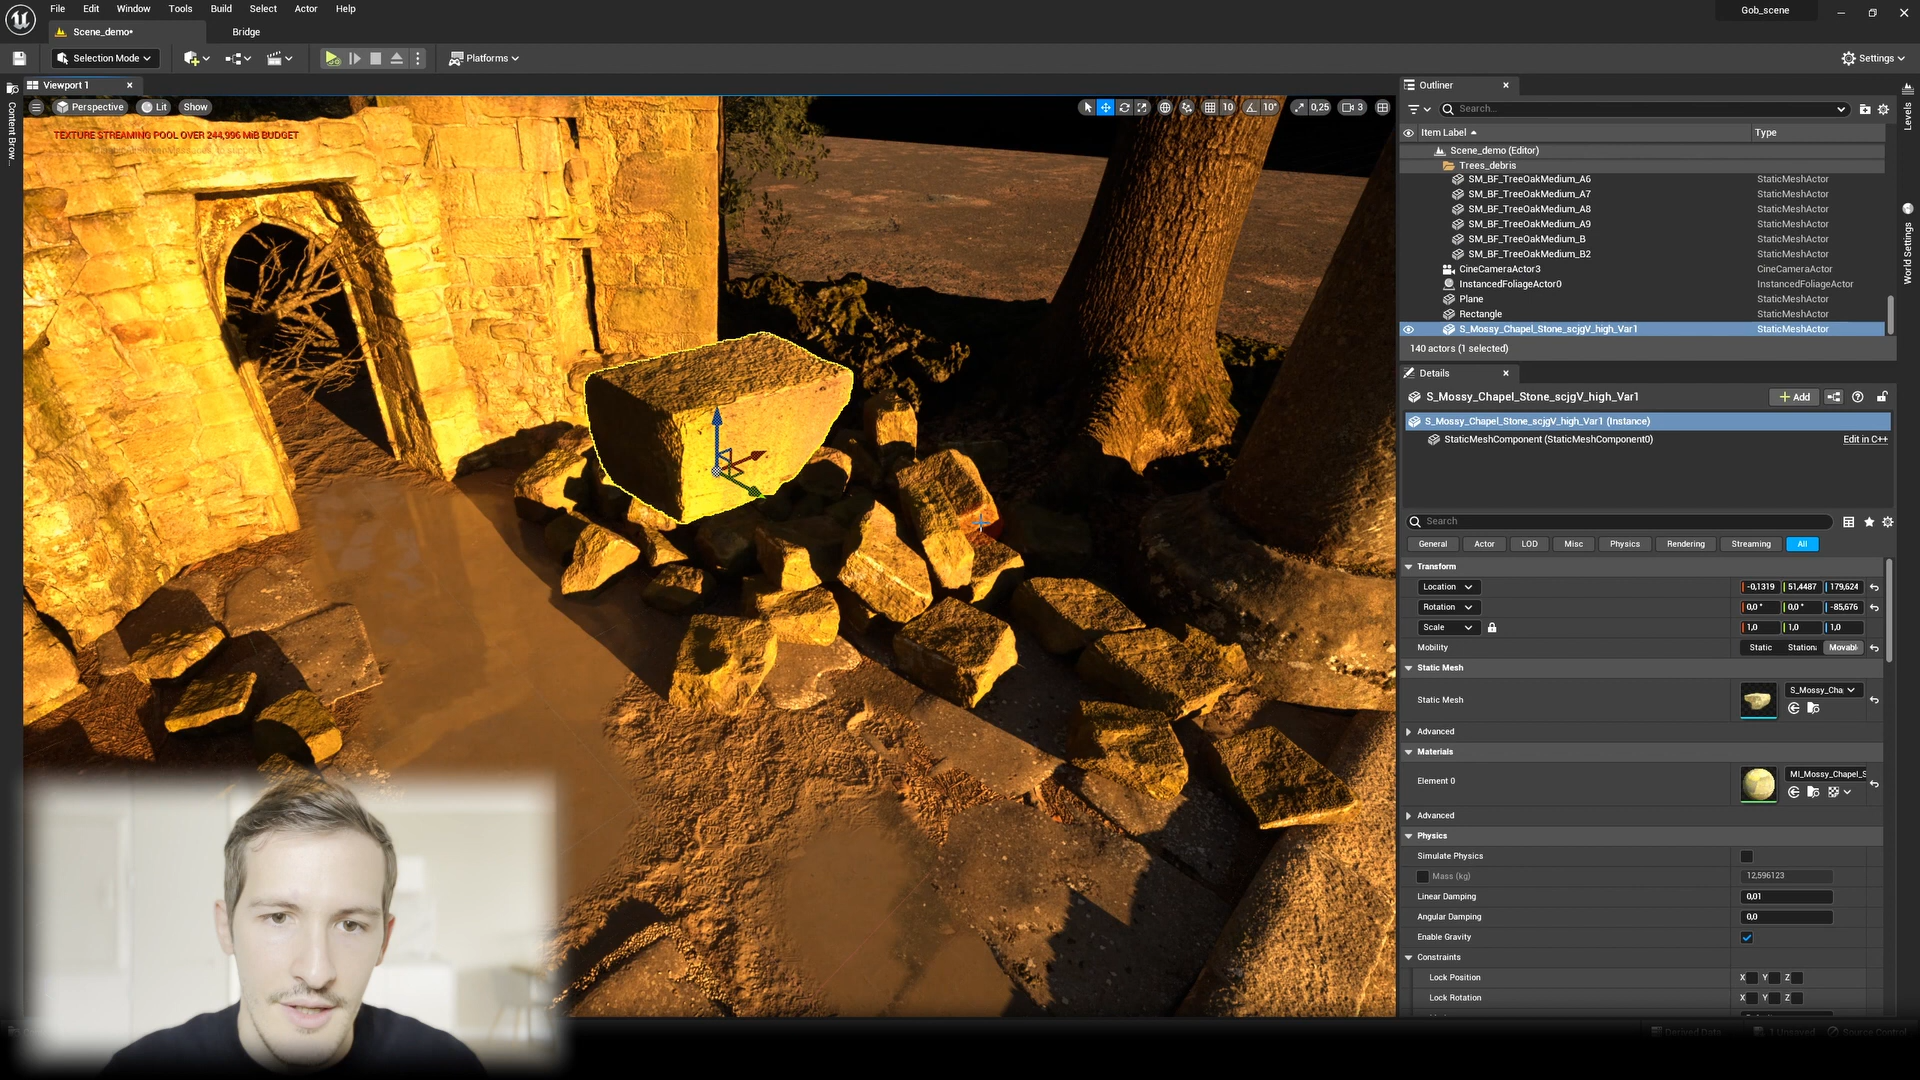 File Edit Window Tools Build Select Actor Help
Gob_scene
Scene_demo*
Bridge
Selection Mode
Platforms
Settings
Viewport 1
Perspective Lit Show
10 10° 0,25 3
TEXTURE STREAMING POOL OVER 244,996 MiB BUDGET
Content Brow...
Outliner
Search...
Item Label Type
Scene_demo (Editor)
Trees_debris
SM_BF_TreeOakMedium_A6 StaticMeshActor
SM_BF_TreeOakMedium_A7 StaticMeshActor
SM_BF_TreeOakMedium_A8 StaticMeshActor
SM_BF_TreeOakMedium_A9 StaticMeshActor
SM_BF_TreeOakMedium_B StaticMeshActor
SM_BF_TreeOakMedium_B2 StaticMeshActor
CineCameraActor3 CineCameraActor
InstancedFoliageActor0 InstancedFoliageActor
Plane StaticMeshActor
Rectangle StaticMeshActor
S_Mossy_Chapel_Stone_scjgV_high_Var1 StaticMeshActor
140 actors (1 selected)
Levels
World Settings
Details
S_Mossy_Chapel_Stone_scjgV_high_Var1
Add
S_Mossy_Chapel_Stone_scjgV_high_Var1 (Instance)
StaticMeshComponent (StaticMeshComponent0) Edit in C++
Search
General Actor LOD Misc Physics Rendering Streaming All
Transform
Location -0,1319 51,4487 179,624
Rotation 0,0 ° 0,0 ° -85,676
Scale 1,0 1,0 1,0
Mobility Static Station Movabl
Static Mesh
Static Mesh S_Mossy_Cha
Advanced
Materials
Element 0 MI_Mossy_Chapel_S
Advanced
Physics
Simulate Physics
Mass (kg) 12,596123
Linear Damping 0,01
Angular Damping 0,0
Enable Gravity
Constraints
Lock Position X Y Z
Lock Rotation X Y Z
Derived Data 1 Unsaved Source Control